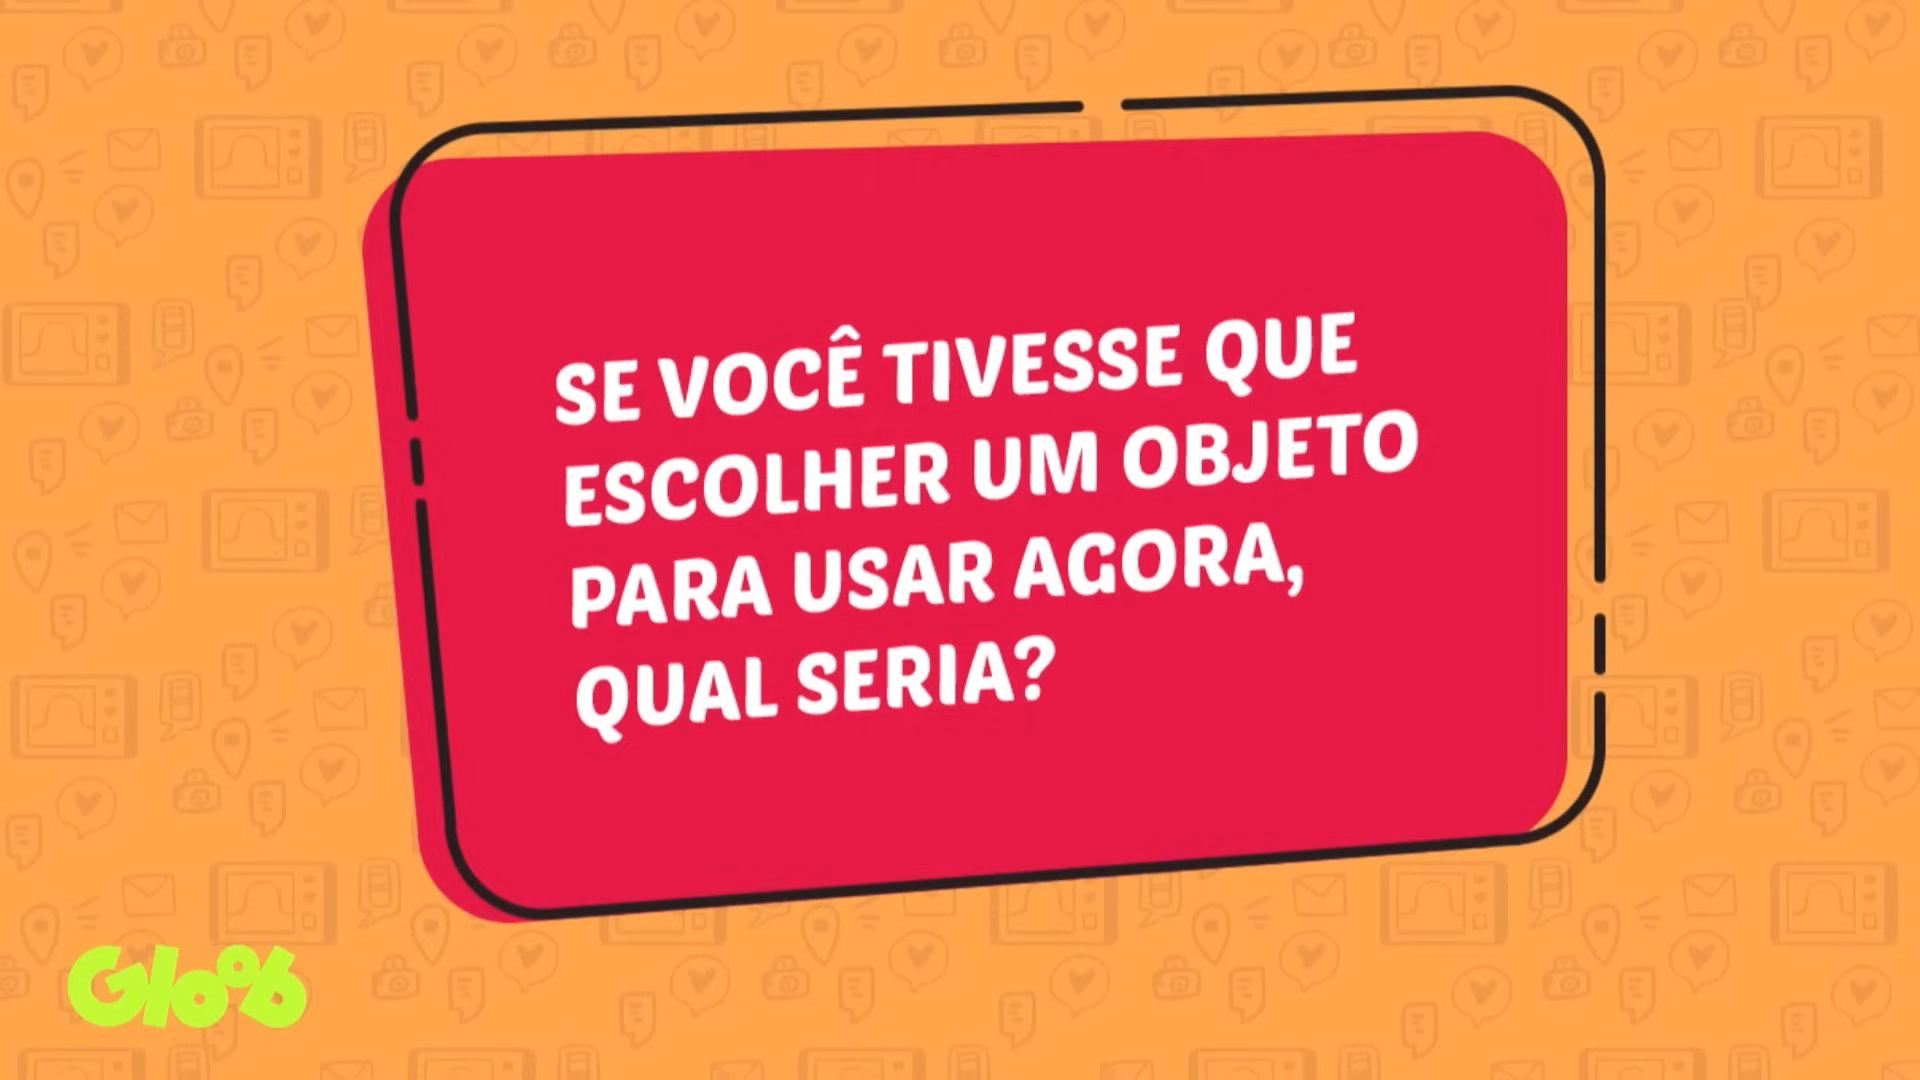 SE VOCÊ TIVESSE QUE
ESCOLHER UM OBJETO
PARA USAR AGORA,
QUAL SERIA?
Gloob